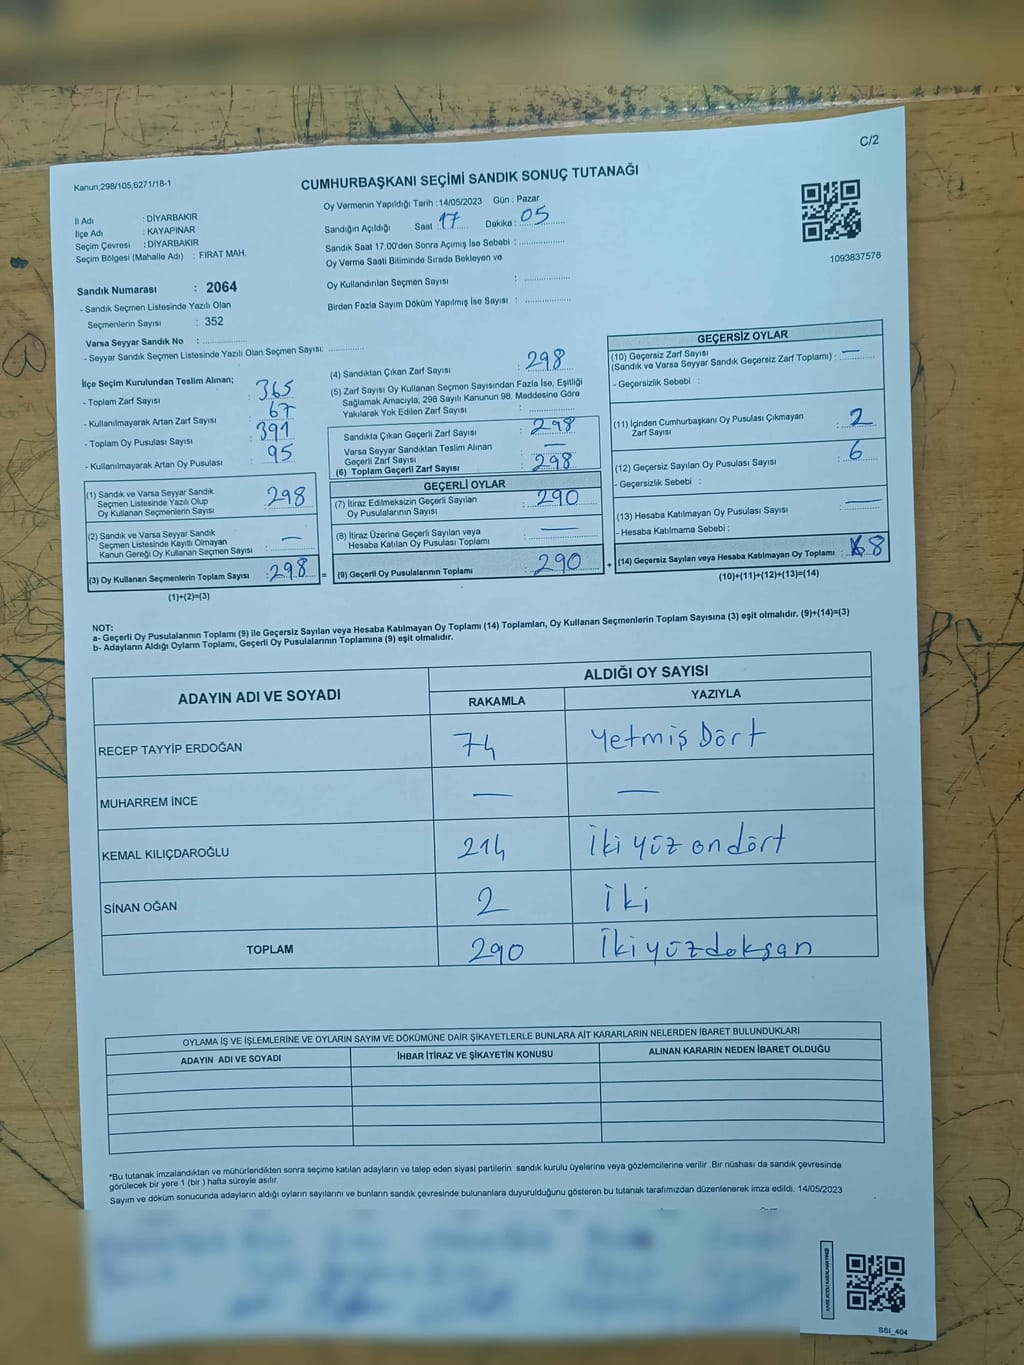 C/2
Kanun;298/105,6271/18-1
CUMHURBAŞKANI SEÇİMİ SANDIK SONUÇ TUTANAĞI
Oy Vermenin Yapıldığı Tarih : 14/05/2023 Gün : Pazar
İl Adı : DİYARBAKIR
İlçe Adı : KAYAPINAR
Seçim Çevresi : DİYARBAKIR
Seçim Bölgesi (Mahalle Adı) : FIRAT MAH.
Sandığın Açıldığı Saat : 17 Dakika : 05
Sandık Saat 17:00'den Sonra Açımış İse Sebebi :
Oy Verme Saati Bitiminde Sırada Bekleyen ve
Oy Kullandırılan Seçmen Sayısı :
Birden Fazla Sayım Döküm Yapılmış İse Sayısı :
1093837576
Sandık Numarası : 2064
- Sandık Seçmen Listesinde Yazılı Olan
Seçmenlerin Sayısı : 352
Varsa Seyyar Sandık No :
- Seyyar Sandık Seçmen Listesinde Yazılı Olan Seçmen Sayısı:
İlçe Seçim Kurulundan Teslim Alınan;
- Toplam Zarf Sayısı : 365
- Kullanılmayarak Artan Zarf Sayısı : 67
- Toplam Oy Pusulası Sayısı : 391
- Kullanılmayarak Artan Oy Pusulası : 95
(1) Sandık ve Varsa Seyyar Sandık
Seçmen Listesinde Yazılı Olup
Oy Kullanan Seçmenlerin Sayısı : 298
(2) Sandık ve Varsa Seyyar Sandık
Seçmen Listesinde Kayıtlı Olmayan
Kanun Gereği Oy Kullanan Seçmen Sayısı : —
(3) Oy Kullanan Seçmenlerin Toplam Sayısı : 298 =
(1)+(2)=(3)
(4) Sandıktan Çıkan Zarf Sayısı : 298
(5) Zarf Sayısı Oy Kullanan Seçmen Sayısından Fazla İse, Eşitliği
Sağlamak Amacıyla; 298 Sayılı Kanunun 98. Maddesine Göre
Yakılarak Yok Edilen Zarf Sayısı :
Sandıkta Çıkan Geçerli Zarf Sayısı : 298
Varsa Seyyar Sandıktan Teslim Alınan
Geçerli Zarf Sayısı : —
(6) Toplam Geçerli Zarf Sayısı : 298
GEÇERLİ OYLAR
(7) İtiraz Edilmeksizin Geçerli Sayılan
Oy Pusulalarının Sayısı : 290
(8) İtiraz Üzerine Geçerli Sayılan veya
Hesaba Katılan Oy Pusulası Toplamı : —
(9) Geçerli Oy Pusulalarının Toplamı : 290 +
GEÇERSİZ OYLAR
(10) Geçersiz Zarf Sayısı
(Sandık ve Varsa Seyyar Sandık Geçersiz Zarf Toplamı) : —
- Geçersizlik Sebebi :
(11) İçinden Cumhurbaşkanı Oy Pusulası Çıkmayan
Zarf Sayısı : 2
(12) Geçersiz Sayılan Oy Pusulası Sayısı : 6
- Geçersizlik Sebebi :
(13) Hesaba Katılmayan Oy Pusulası Sayısı : —
- Hesaba Katılmama Sebebi :
(14) Geçersiz Sayılan veya Hesaba Katılmayan Oy Toplamı : 8
(10)+(11)+(12)+(13)=(14)
NOT:
a- Geçerli Oy Pusulalarının Toplamı (9) ile Geçersiz Sayılan veya Hesaba Katılmayan Oy Toplamı (14) Toplamları, Oy Kullanan Seçmenlerin Toplam Sayısına (3) eşit olmalıdır. (9)+(14)=(3)
b- Adayların Aldığı Oyların Toplamı, Geçerli Oy Pusulalarının Toplamına (9) eşit olmalıdır.
ADAYIN ADI VE SOYADI
ALDIĞI OY SAYISI
RAKAMLA YAZIYLA
RECEP TAYYİP ERDOĞAN 74 Yetmiş Dört
MUHARREM İNCE — —
KEMAL KILIÇDAROĞLU 214 İki yüz on dört
SİNAN OĞAN 2 İki
TOPLAM 290 İki yüz doksan
OYLAMA İŞ VE İŞLEMLERİNE VE OYLARIN SAYIM VE DÖKÜMÜNE DAİR ŞİKAYETLERLE BUNLARA AİT KARARLARIN NELERDEN İBARET BULUNDUKLARI
ADAYIN ADI VE SOYADI İHBAR İTİRAZ VE ŞİKAYETİN KONUSU ALINAN KARARIN NEDEN İBARET OLDUĞU
*Bu tutanak imzalandıktan ve mühürlendikten sonra seçime katılan adayların ve talep eden siyasi partilerin sandık kurulu üyelerine veya gözlemcilerine verilir .Bir nüshası da sandık çevresinde
görülecek bir yere 1 (bir ) hafta süreyle asılır.
Sayım ve döküm sonucunda adayların aldığı oyların sayılarını ve bunların sandık çevresinde bulunanlara duyurulduğunu gösteren bu tutanak tarafımızdan düzenlenerek imza edildi. 14/05/2023
SSI_404